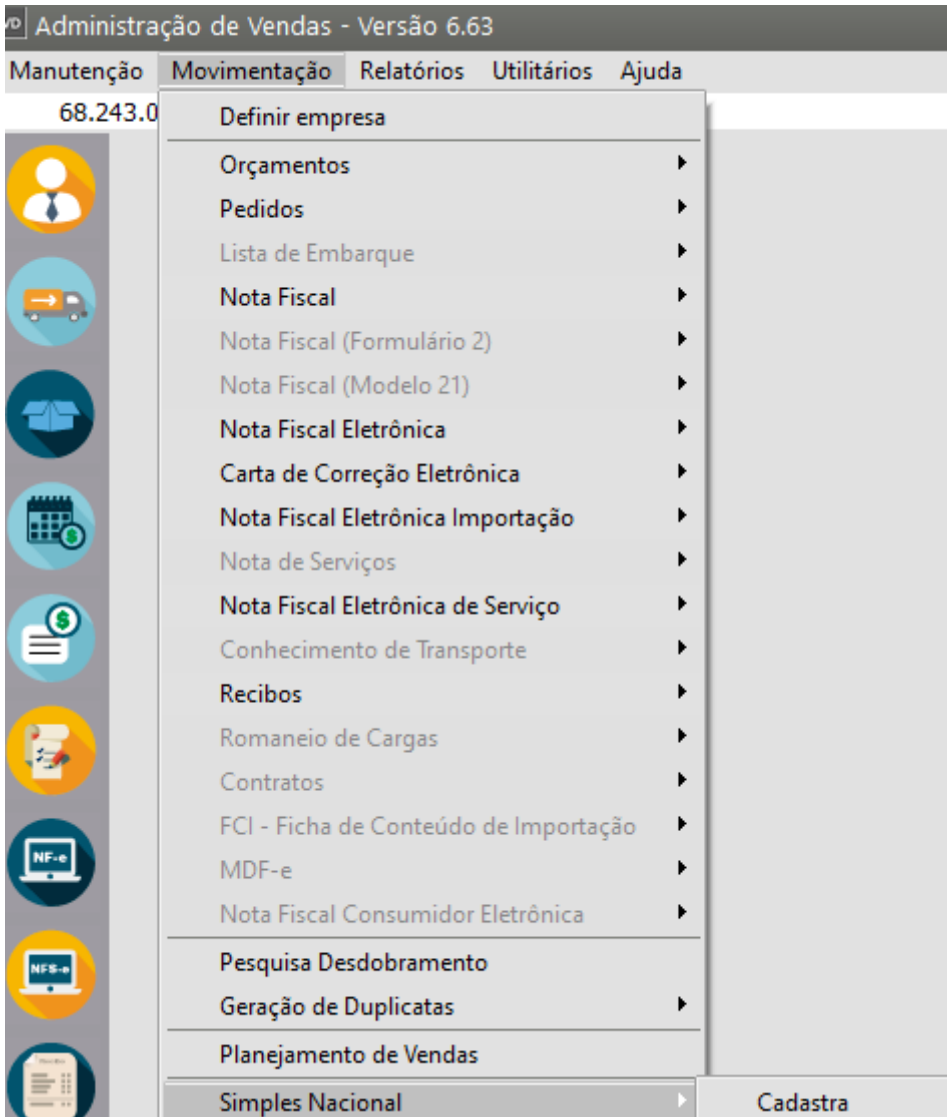 Administração de Vendas - Versão 6.63
Manutenção Movimentação Relatórios Utilitários Ajuda
68.243.0
Definir empresa
Orçamentos
Pedidos
Lista de Embarque
Nota Fiscal
Nota Fiscal (Formulário 2)
Nota Fiscal (Modelo 21)
Nota Fiscal Eletrônica
Carta de Correção Eletrônica
Nota Fiscal Eletrônica Importação
Nota de Serviços
Nota Fiscal Eletrônica de Serviço
Conhecimento de Transporte
Recibos
Romaneio de Cargas
Contratos
FCI - Ficha de Conteúdo de Importação
NF-e
MDF-e
Nota Fiscal Consumidor Eletrônica
NFS-e
Pesquisa Desdobramento
Geração de Duplicatas
Planejamento de Vendas
Simples Nacional Cadastra